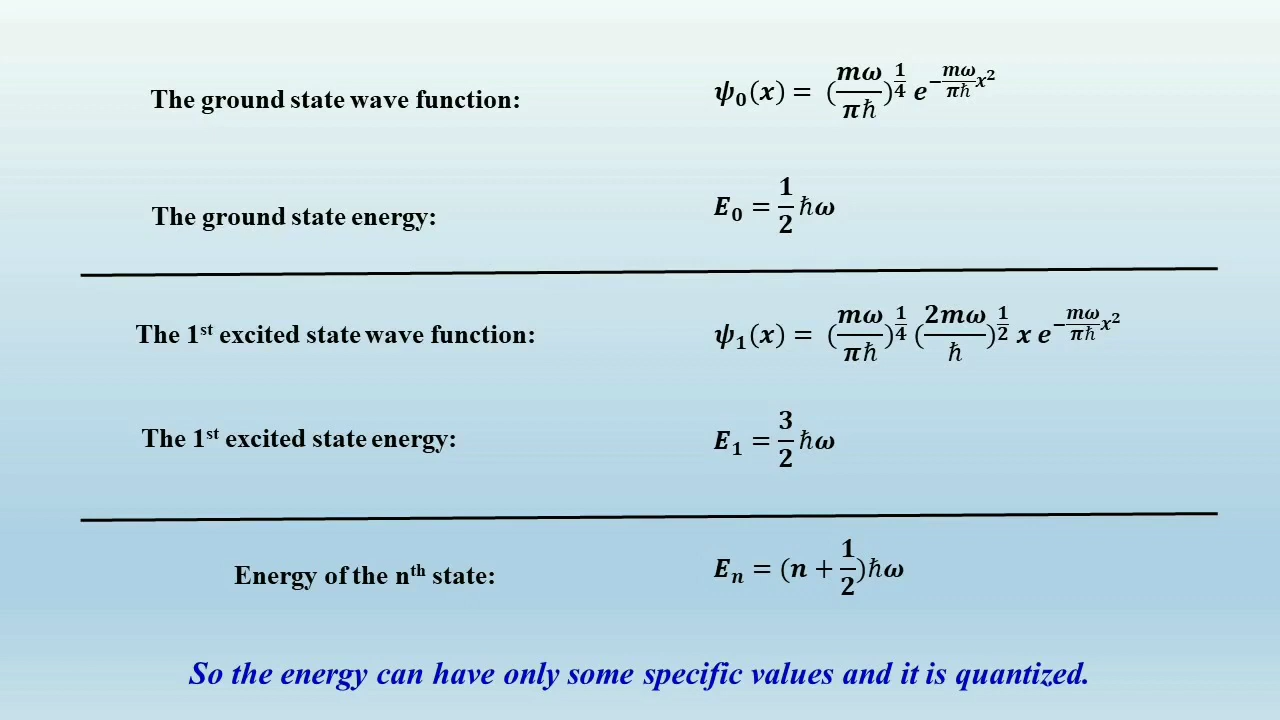 The ground state wave function: ψ₀(x) = (mω/πℏ)^(1/4) e^(−(mω/πℏ)x²)
The ground state energy: E₀ = 1/2 ℏω
The 1st excited state wave function: ψ₁(x) = (mω/πℏ)^(1/4) (2mω/ℏ)^(1/2) x e^(−(mω/πℏ)x²)
The 1st excited state energy: E₁ = 3/2 ℏω
Energy of the nth state: Eₙ = (n + 1/2)ℏω
So the energy can have only some specific values and it is quantized.